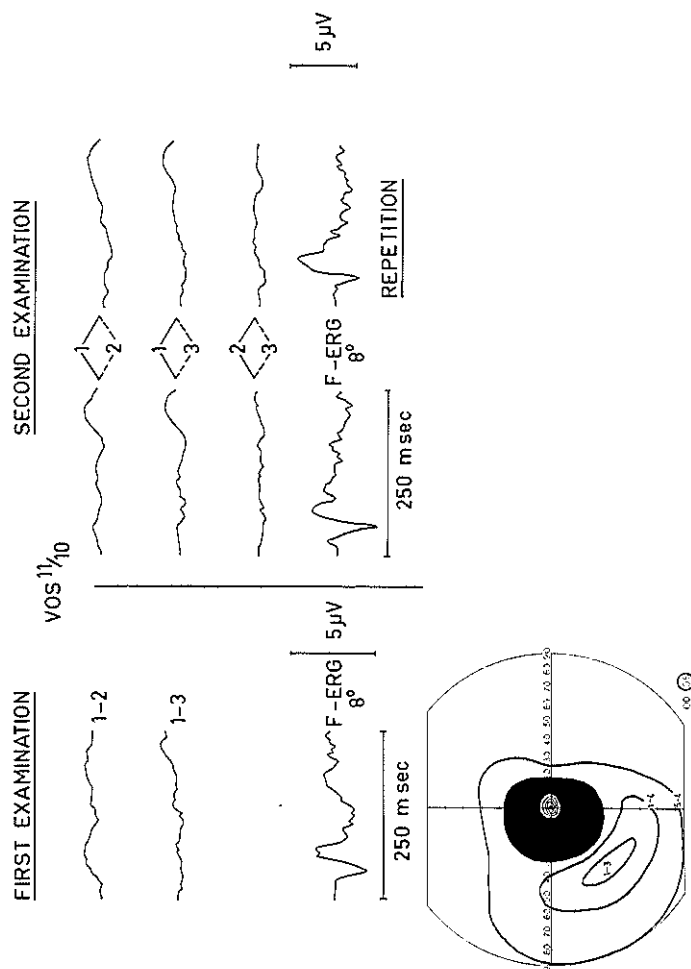 FIRST EXAMINATION
1-2
1-3
F-ERG
8°
5 µV
250 msec
VOS 11/10
SECOND EXAMINATION
1
2
1
3
2
3
F-ERG
8°
250 msec
REPETITION
5 µV
1-3
OS